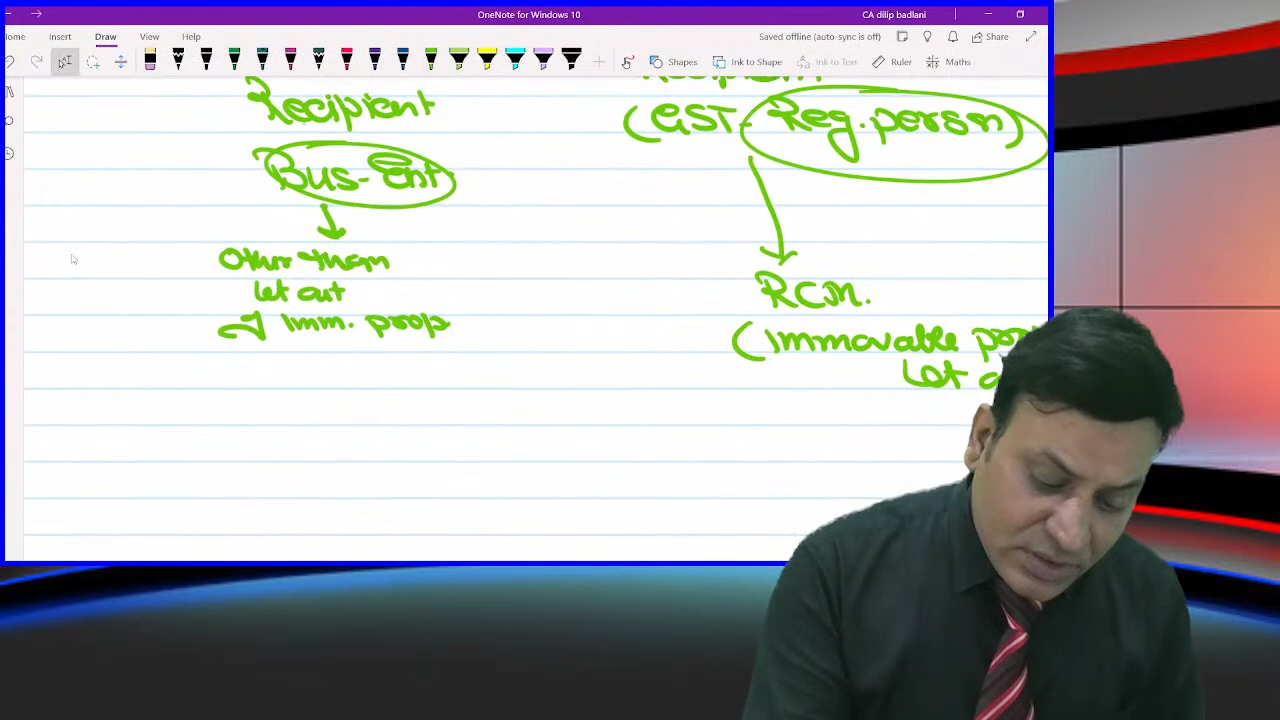 OneNote for Windows 10
CA dilip badlani
Insert
Draw
View
Help
Saved offline (auto-sync is off)
Share
Shapes
Ink to Shape
Ink to Text
Ruler
Maths
Recipient
(GST- Reg. person)
Bus-Ent
Other than
let out
of Imm. prop
RCM.
(Immovable
Let